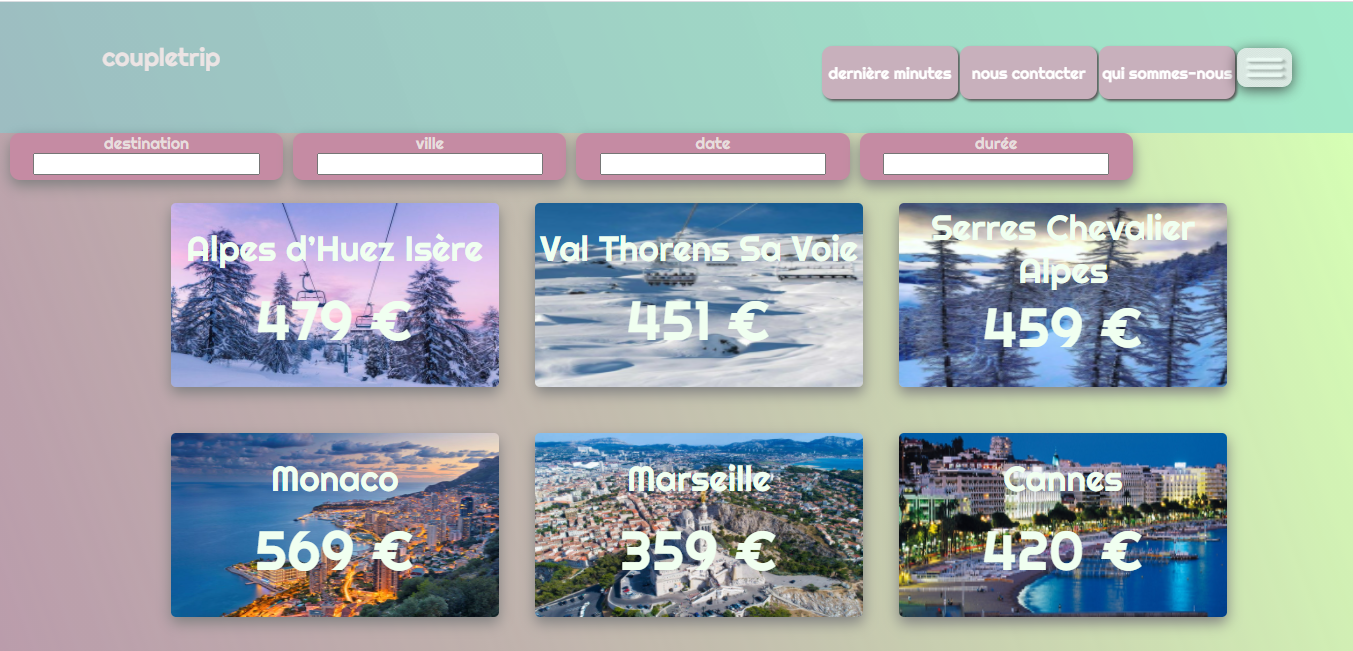 coupletrip
dernière minutes
nous contacter
qui sommes-nous
destination
ville
date
durée
Alpes d'Huez Isère
479 €
Val Thorens Sa Voie
451 €
Serres Chevalier
Alpes
459 €
Monaco
569 €
Marseille
359 €
Cannes
420 €